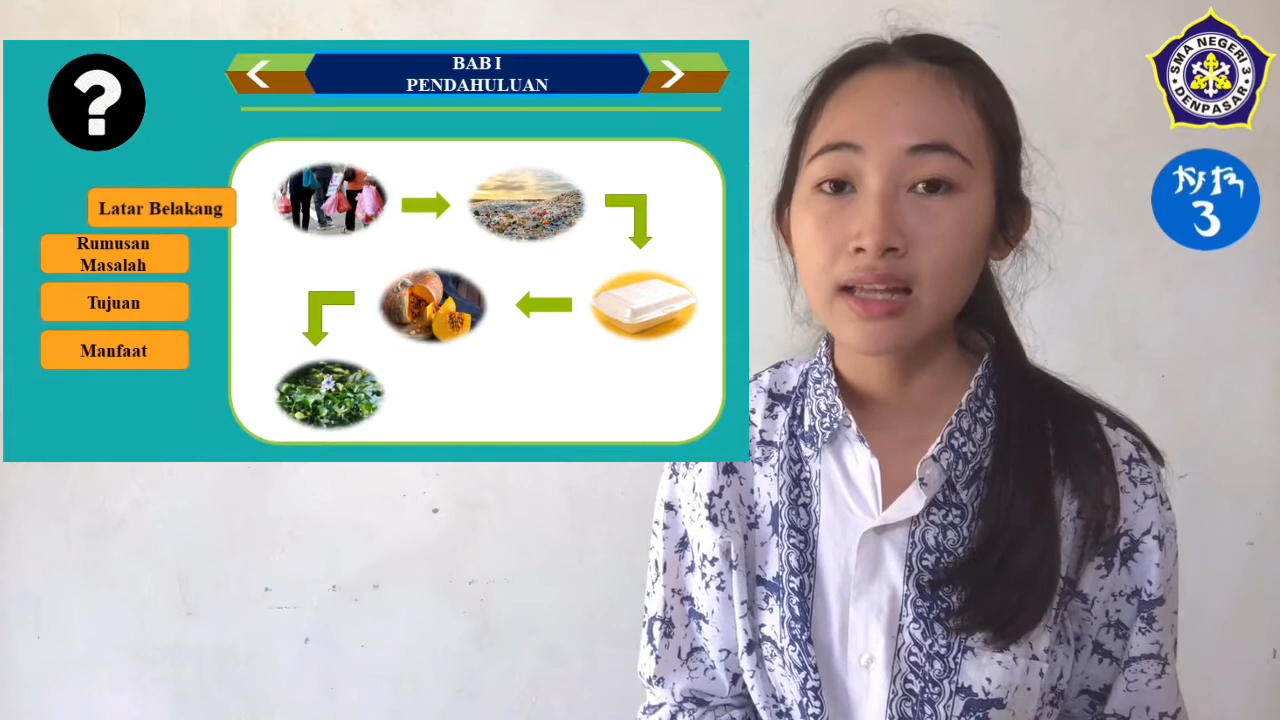 BAB I
PENDAHULUAN
Latar Belakang
Rumusan
Masalah
Tujuan
Manfaat
SMA NEGERI 3
DENPASAR
3